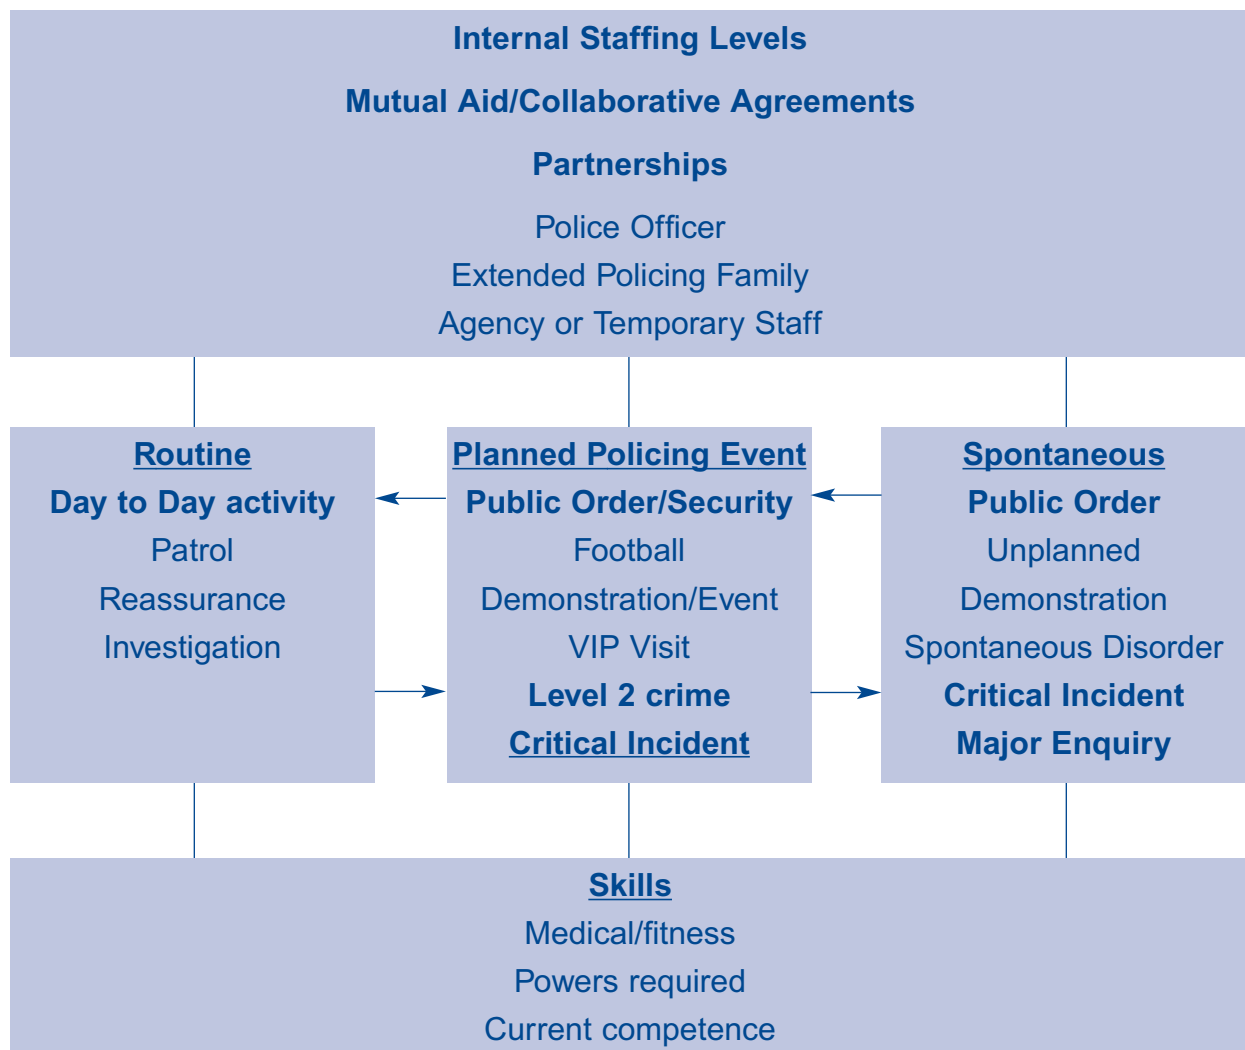 Internal Staffing Levels
Mutual Aid/Collaborative Agreements
Partnerships
Police Officer
Extended Policing Family
Agency or Temporary Staff
Routine
Day to Day activity
Patrol
Reassurance
Investigation
Planned Policing Event
Public Order/Security
Football
Demonstration/Event
VIP Visit
Level 2 crime
Critical Incident
Spontaneous
Public Order
Unplanned
Demonstration
Spontaneous Disorder
Critical Incident
Major Enquiry
Skills
Medical/fitness
Powers required
Current competence